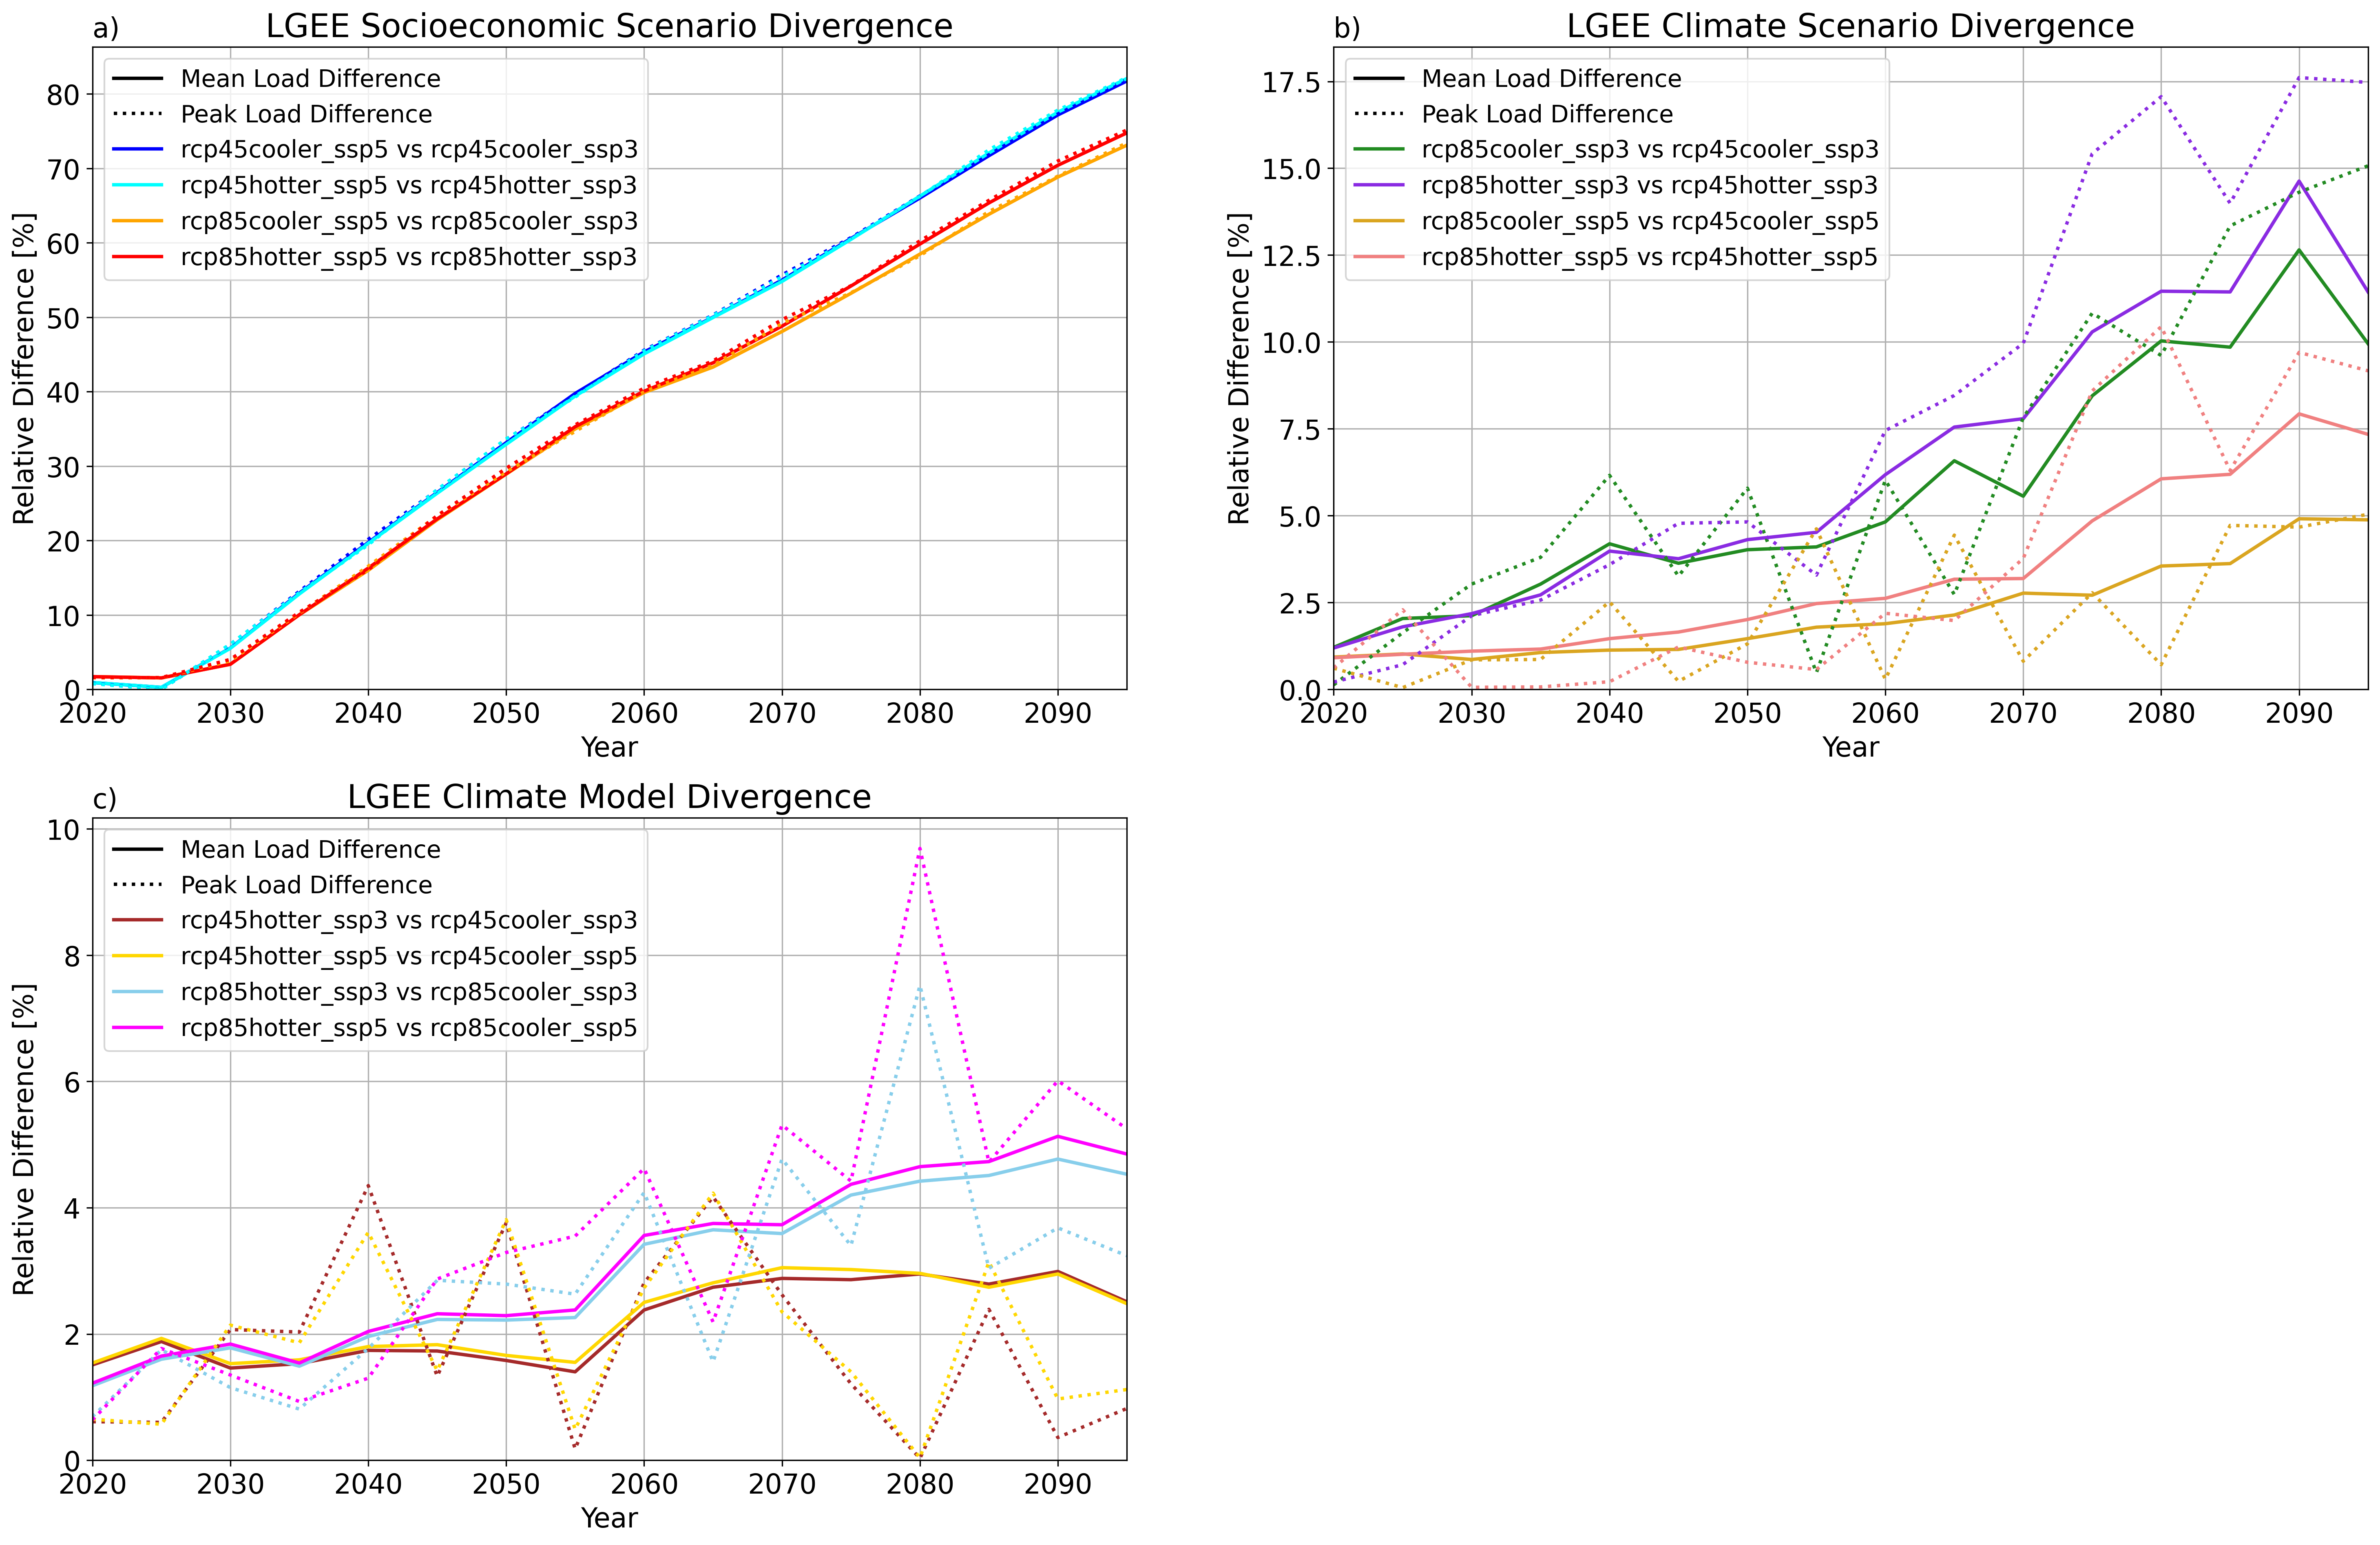 a)
LGEE Socioeconomic Scenario Divergence
Mean Load Difference
Peak Load Difference
rcp45cooler_ssp5 vs rcp45cooler_ssp3
rcp45hotter_ssp5 vs rcp45hotter_ssp3
rcp85cooler_ssp5 vs rcp85cooler_ssp3
rcp85hotter_ssp5 vs rcp85hotter_ssp3
Relative Difference [%]
80
70
60
50
40
30
20
10
0
2020 2030 2040 2050 2060 2070 2080 2090
Year
b)
LGEE Climate Scenario Divergence
Mean Load Difference
Peak Load Difference
rcp85cooler_ssp3 vs rcp45cooler_ssp3
rcp85hotter_ssp3 vs rcp45hotter_ssp3
rcp85cooler_ssp5 vs rcp45cooler_ssp5
rcp85hotter_ssp5 vs rcp45hotter_ssp5
Relative Difference [%]
17.5
15.0
12.5
10.0
7.5
5.0
2.5
0.0
2020 2030 2040 2050 2060 2070 2080 2090
Year
c)
LGEE Climate Model Divergence
Mean Load Difference
Peak Load Difference
rcp45hotter_ssp3 vs rcp45cooler_ssp3
rcp45hotter_ssp5 vs rcp45cooler_ssp5
rcp85hotter_ssp3 vs rcp85cooler_ssp3
rcp85hotter_ssp5 vs rcp85cooler_ssp5
Relative Difference [%]
10
8
6
4
2
0
2020 2030 2040 2050 2060 2070 2080 2090
Year